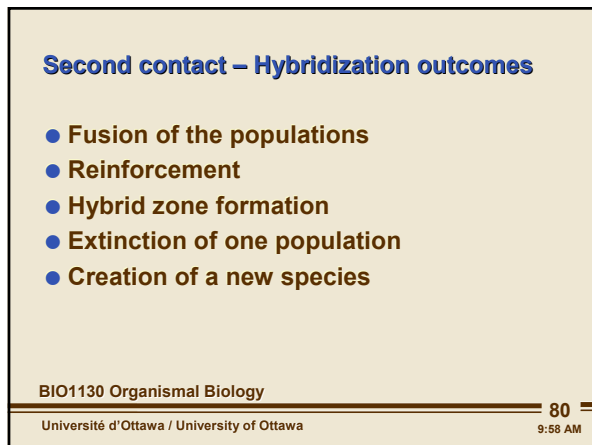 Second contact – Hybridization outcomes
● Fusion of the populations
● Reinforcement
● Hybrid zone formation
● Extinction of one population
● Creation of a new species
BIO1130 Organismal Biology
80
Université d'Ottawa / University of Ottawa
9:58 AM